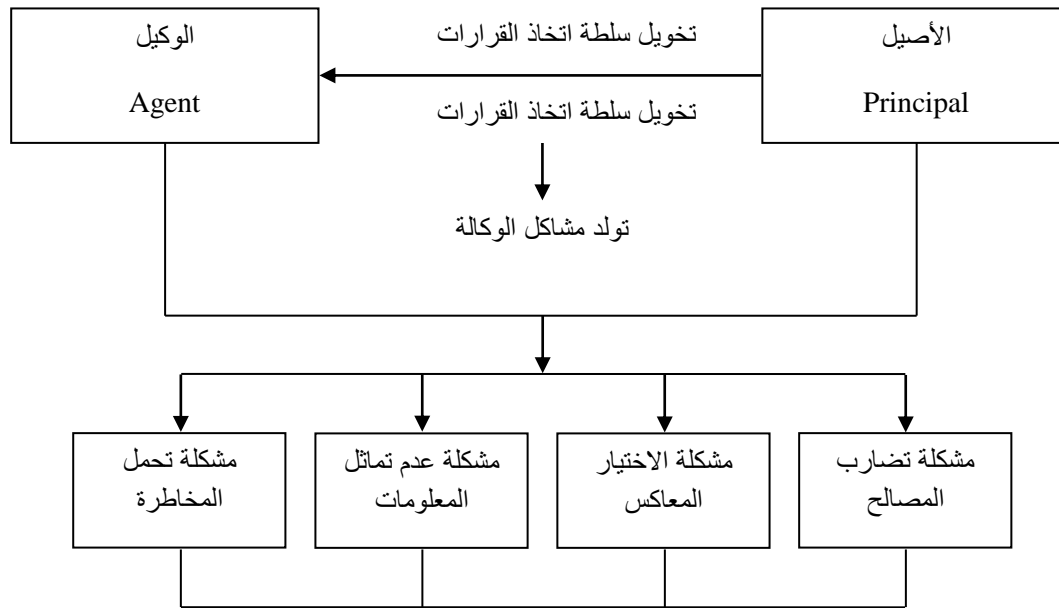 الأصيل
Principal
تخويل سلطة اتخاذ القرارات
تخويل سلطة اتخاذ القرارات
الوكيل
Agent
تولد مشاكل الوكالة
مشكلة تضارب
المصالح
مشكلة الاختيار
المعاكس
مشكلة عدم تماثل
المعلومات
مشكلة تحمل
المخاطرة